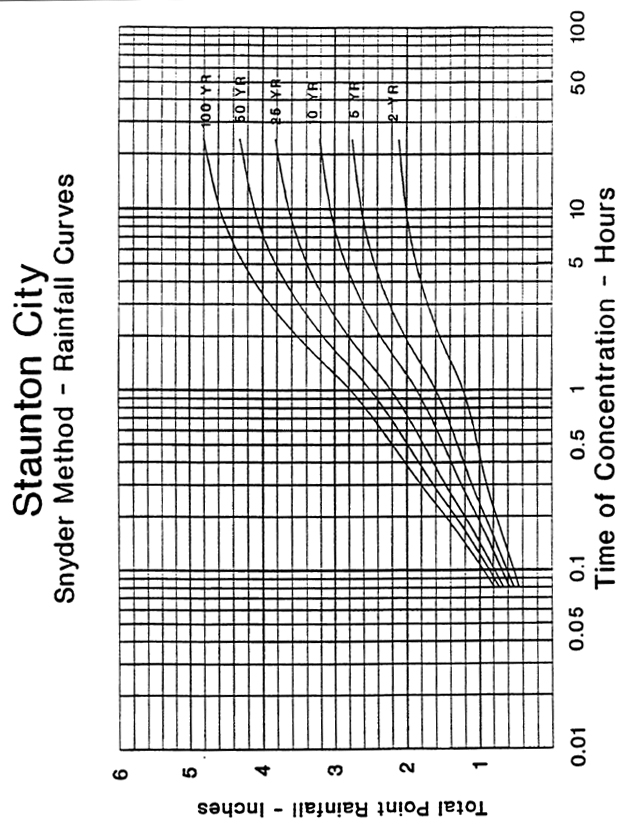 Staunton City
Snyder Method - Rainfall Curves
Total Point Rainfall - Inches
6
5
4
3
2
1
100 YR
50 YR
25 YR
10 YR
5 YR
2 YR
0.01
0.05
0.1
0.5
1
5
10
50
100
Time of Concentration - Hours